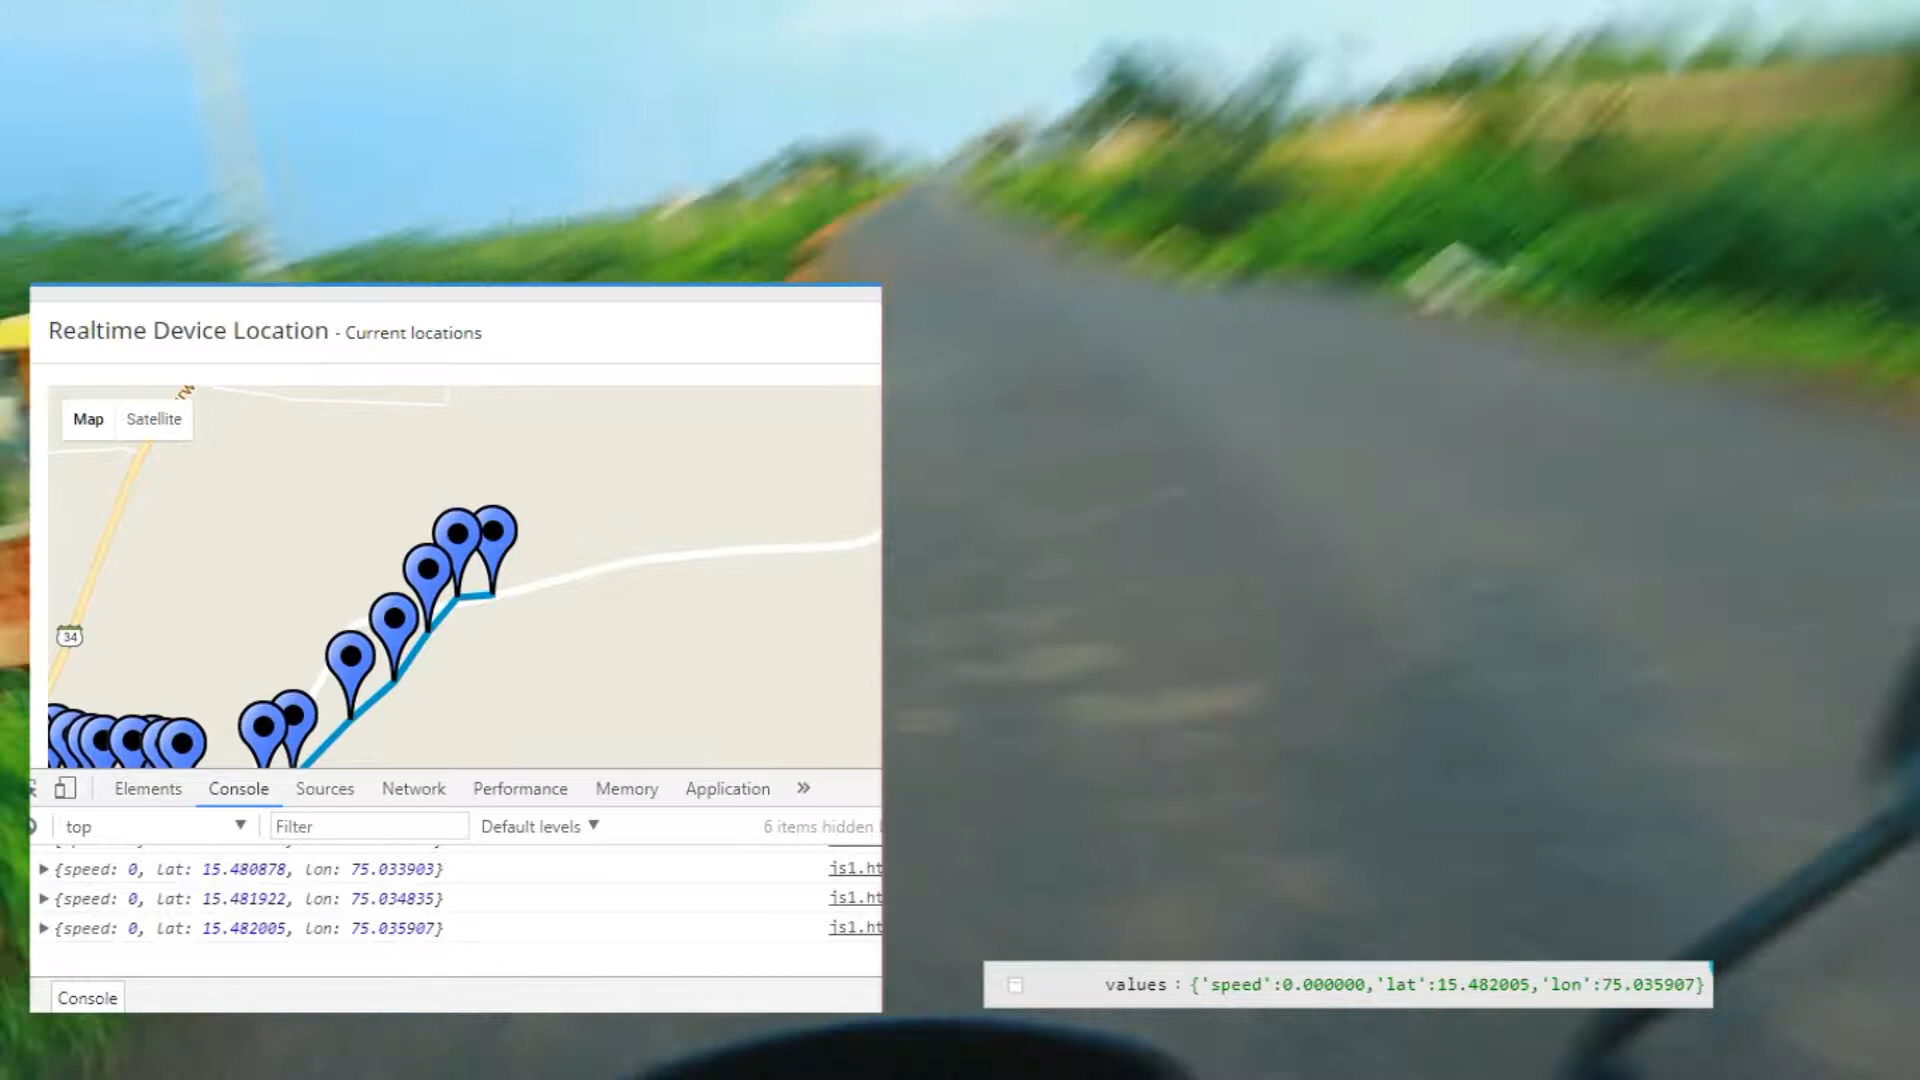 Realtime Device Location - Current locations
Map Satellite
34
Elements Console Sources Network Performance Memory Application »
top Filter Default levels 6 items hidden
{speed: 0, lat: 15.480878, lon: 75.033903} js1.ht
{speed: 0, lat: 15.481922, lon: 75.034835} js1.ht
{speed: 0, lat: 15.482005, lon: 75.035907} js1.ht
Console
values : {'speed':0.000000,'lat':15.482005,'lon':75.035907}